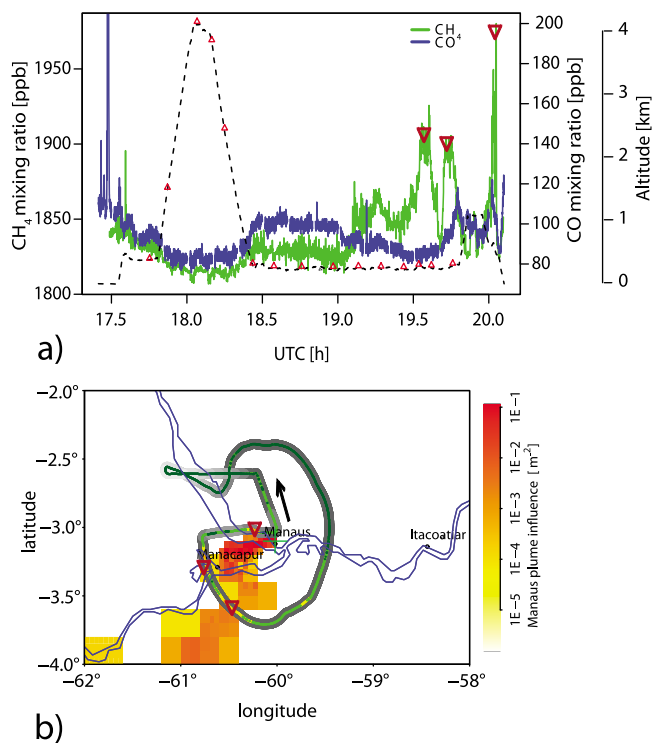 CH
CO4
1950
1900
1850
1800
CH4 mixing ratio [ppb]
200
180
160
140
120
100
80
CO mixing ratio [ppb]
4
3
2
1
0
Altitude [km]
17.5 18.0 18.5 19.0 19.5 20.0
a) UTC [h]
−2.0°
−2.5°
−3.0°
−3.5°
−4.0°
latitude
Manaus
Manacapur
Itacoatiar
1E−1
1E−2
1E−3
1E−4
1E−5
Manaus plume influence [m−2]
−62 −61 −60 −59 −58
longitude
b)